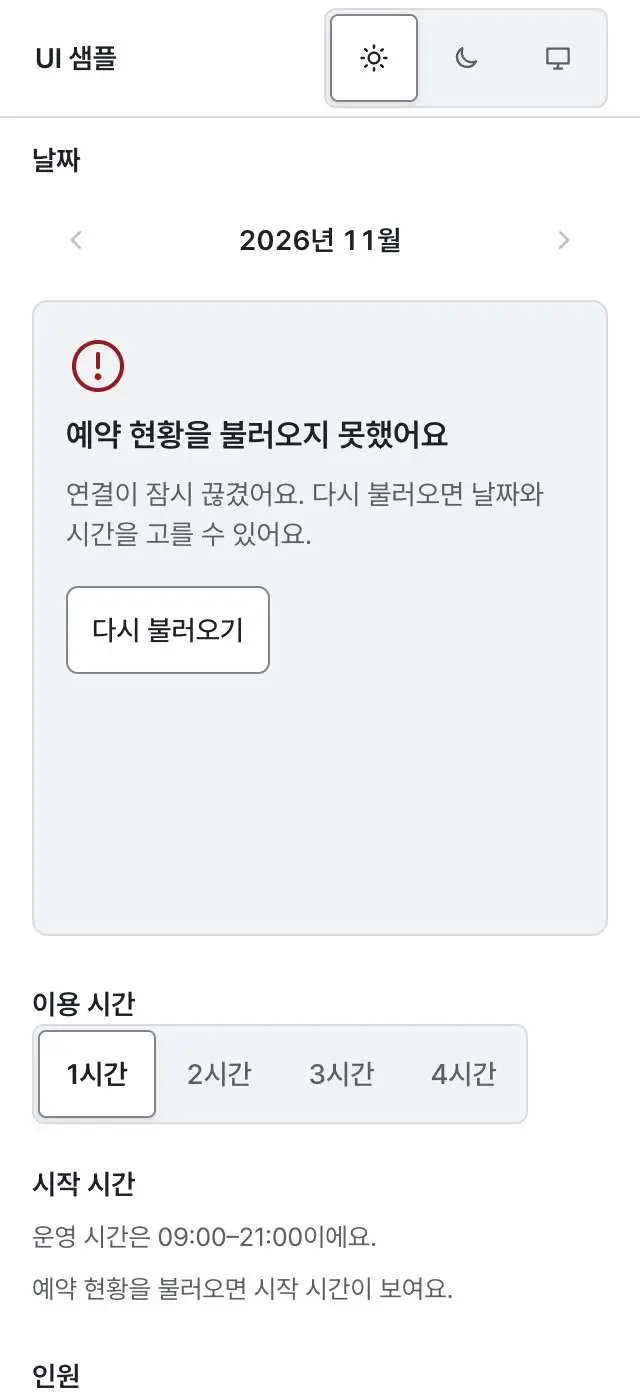 UI 샘플
날짜
2026년 11월
예약 현황을 불러오지 못했어요
연결이 잠시 끊겼어요. 다시 불러오면 날짜와
시간을 고를 수 있어요.
다시 불러오기
이용 시간
1시간 2시간 3시간 4시간
시작 시간
운영 시간은 09:00–21:00이에요.
예약 현황을 불러오면 시작 시간이 보여요.
인원